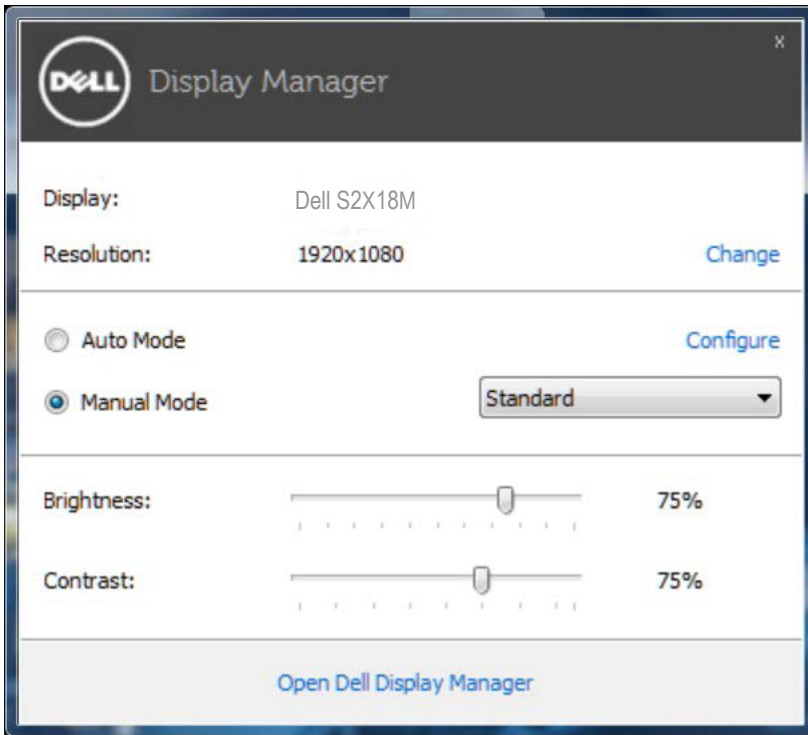 x
DELL Display Manager
Display: Dell S2X18M
Resolution: 1920x1080 Change
Auto Mode Configure
Manual Mode Standard
Brightness: 75%
Contrast: 75%
Open Dell Display Manager